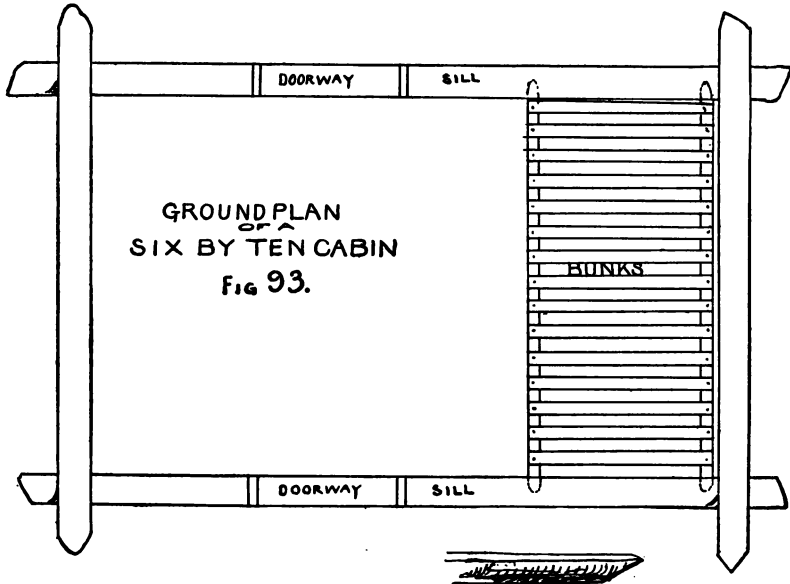 DOORWAY SILL
GROUND PLAN
OF A
SIX BY TEN CABIN
FIG 93.
BUNKS
DOORWAY SILL